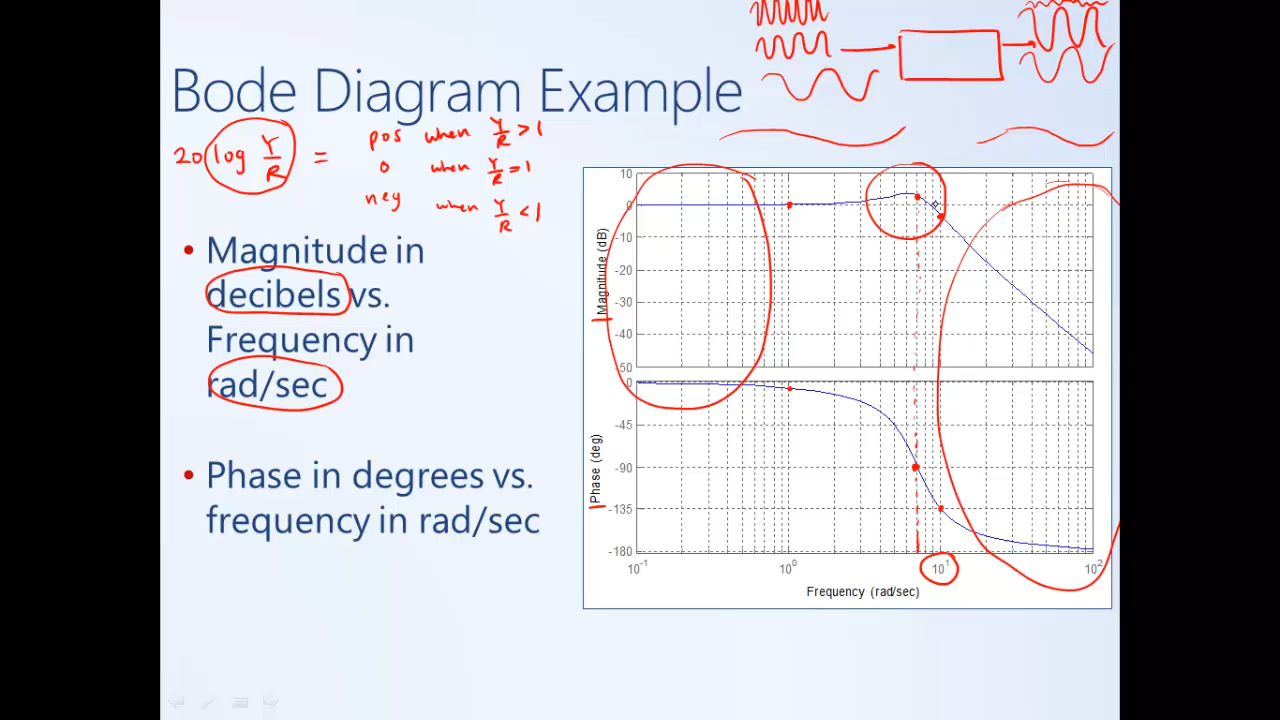 Bode Diagram Example
20 log Y/R = pos when Y/R > 1
0 when Y/R = 1
neg when Y/R < 1
• Magnitude in
decibels vs.
Frequency in
rad/sec
• Phase in degrees vs.
frequency in rad/sec
10
0
-10
-20
-30
-40
-50
Magnitude (dB)
0
-45
-90
-135
-180
Phase (deg)
10^-1 10^0 10^1 10^2
Frequency (rad/sec)